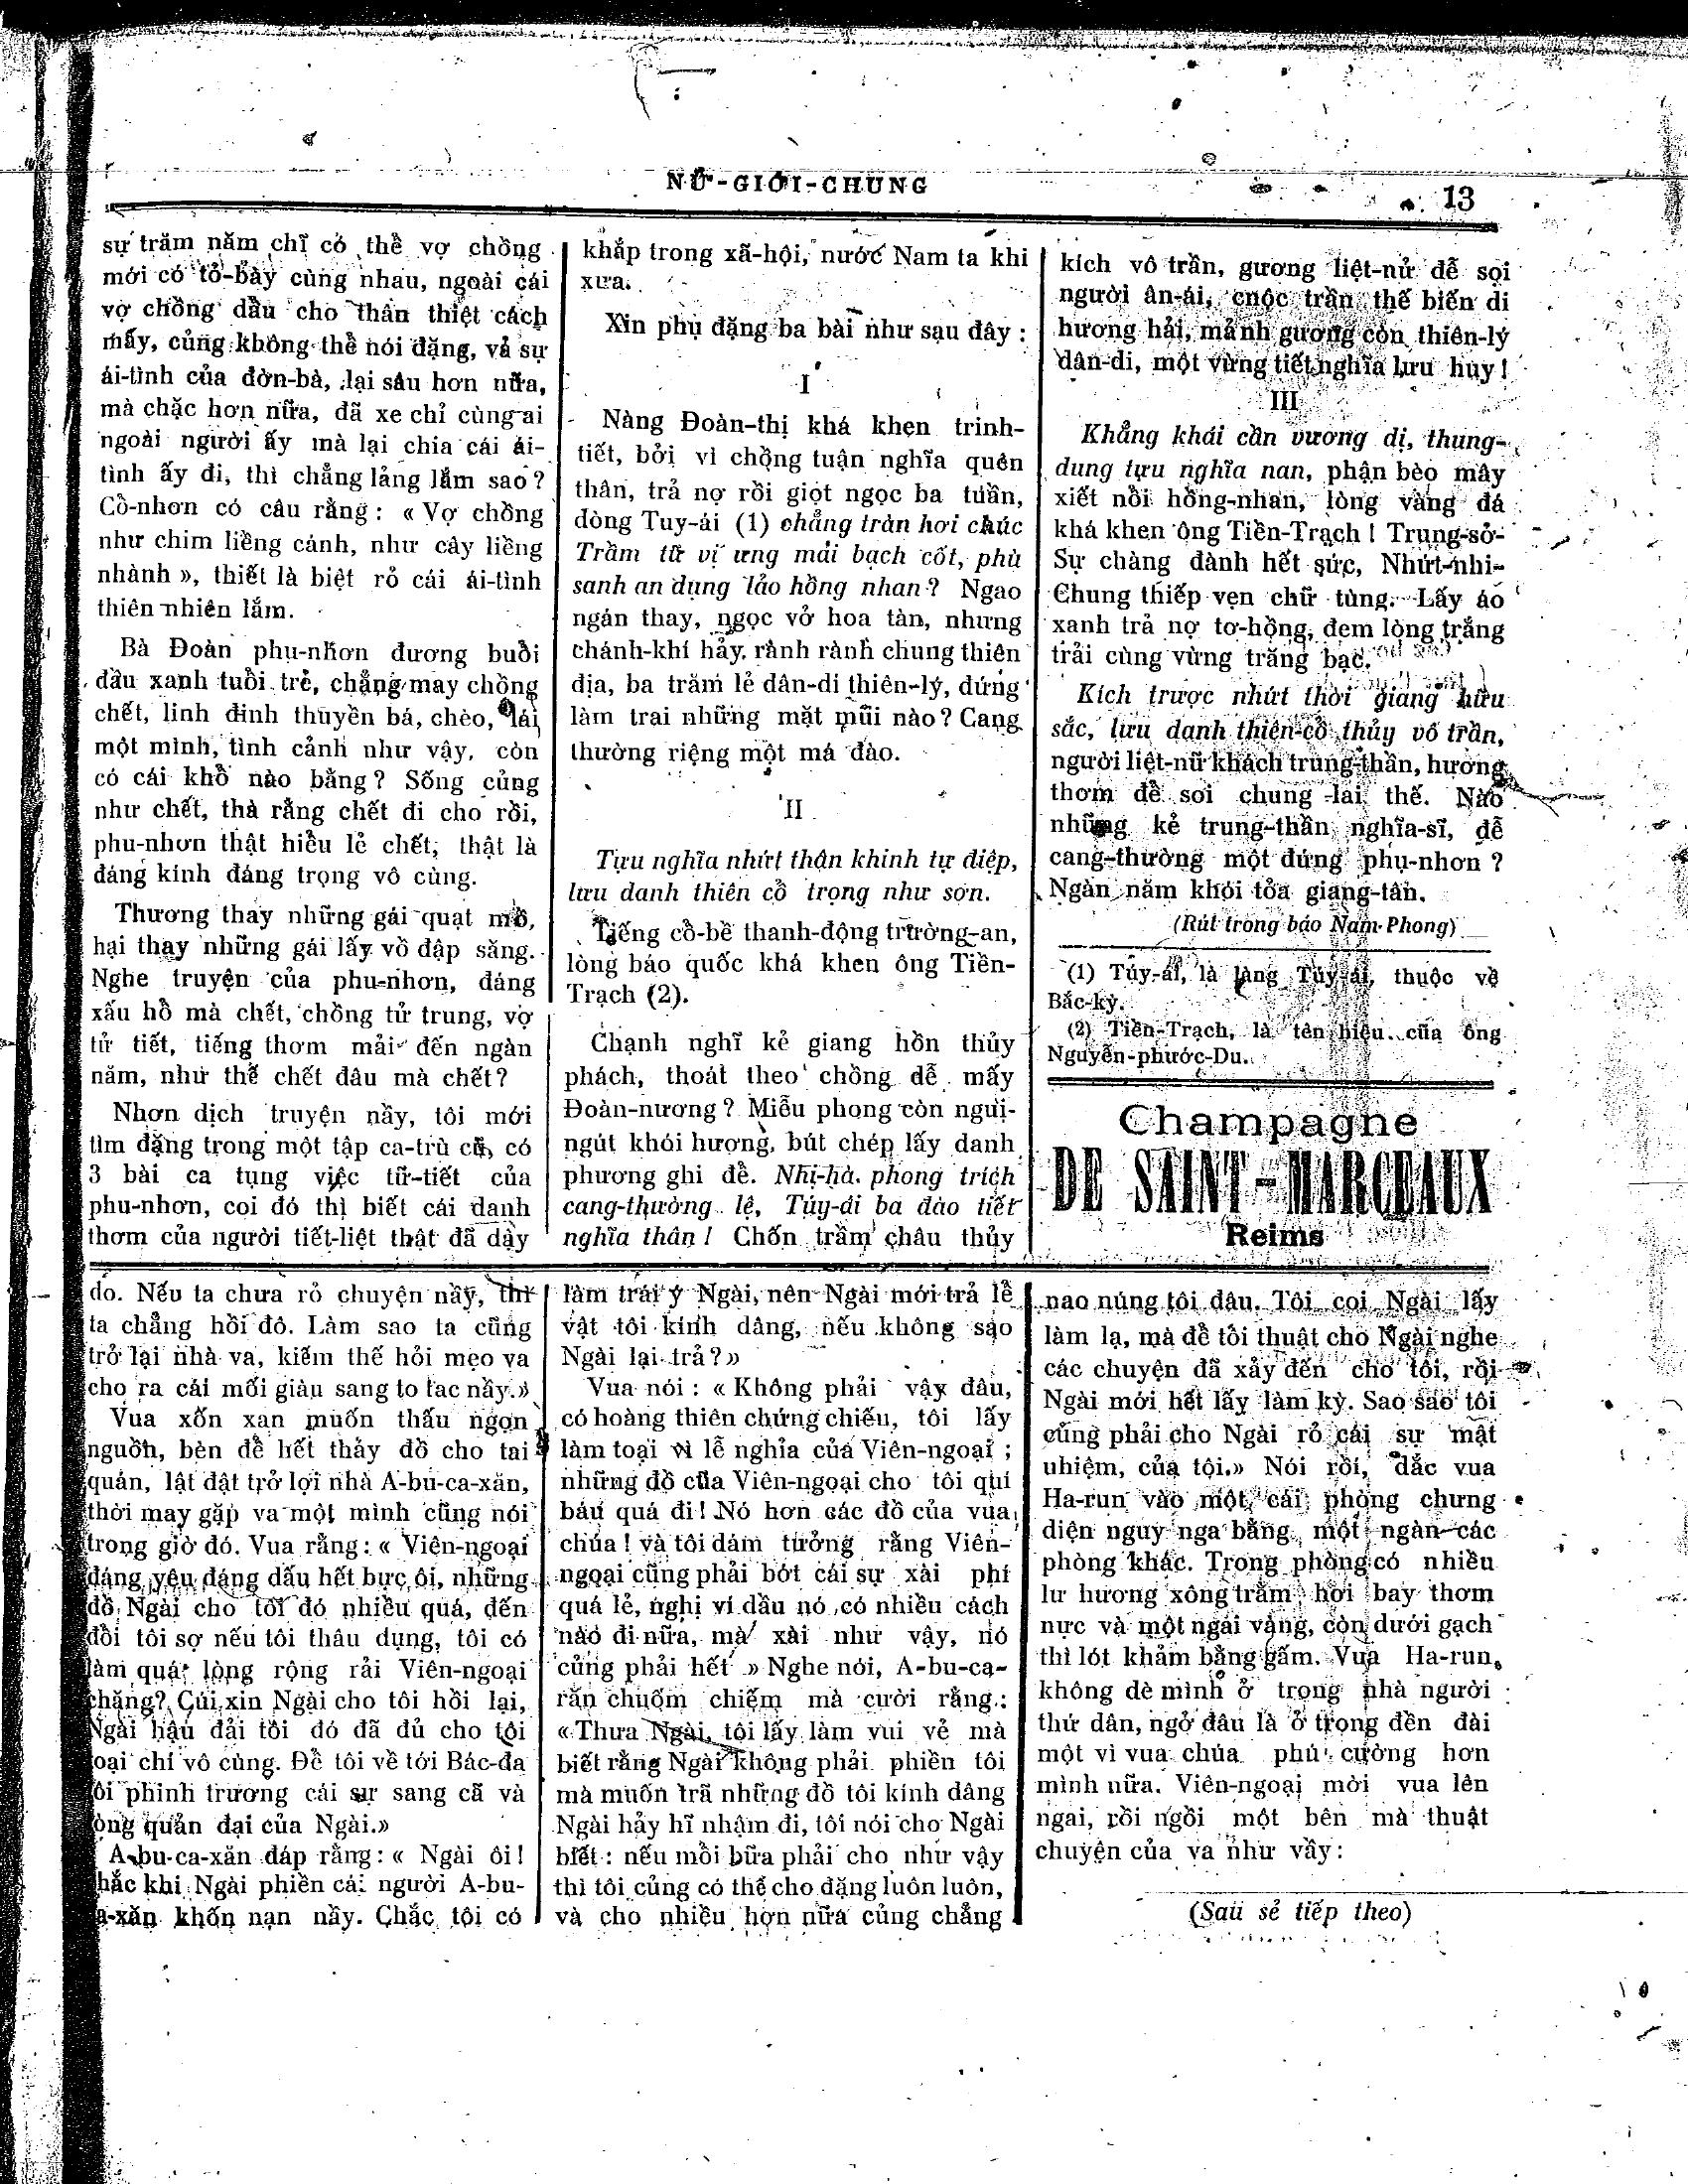 NỮ-GIỚI-CHUNG
13
sự trăm năm chĩ có thể vợ chồng
mới có tỏ-bày cùng nhau, ngoài cái
vợ chồng dầu cho thân thiệt cách
mấy, củng không thể nói đặng, vả sự
ái-tình của đờn-bà, lại sâu hơn nữa,
mà chặc hơn nữa, đã xe chỉ cùng ai
ngoài người ấy mà lại chia cái ái-
tình ấy đi, thì chẳng lảng lắm sao?
Cổ-nhơn có câu rằng: « Vợ chồng
như chim liềng cánh, như cây liềng
nhành », thiết là biệt rỏ cái ái-tình
thiên nhiên lắm.
Bà Đoàn phu-nhơn đương buổi
đầu xanh tuổi trẻ, chẳng may chồng
chết, linh đinh thuyền bá, chèo, lái
một mình, tình cảnh như vậy, còn
có cái khổ nào bằng? Sống củng
như chết, thà rằng chết đi cho rồi,
phu-nhơn thật hiểu lẻ chết, thật là
đáng kính đáng trọng vô cùng.
Thương thay những gái quạt mồ,
hại thay những gái lấy vồ đập săng.
Nghe truyện của phu-nhơn, đáng
xấu hổ mà chết, chồng tử trung, vợ
tử tiết, tiếng thơm mải đến ngàn
năm, như thế chết đâu mà chết?
Nhơn dịch truyện nầy, tôi mới
tìm đặng trong một tập ca-trù cũ, có
3 bài ca tụng việc tữ-tiết của
phu-nhơn, coi đó thì biết cái danh
thơm của người tiết-liệt thật đã dậy
khắp trong xã-hội, nước Nam ta khi
xưa.
Xin phụ đặng ba bài như sau đây :
I
Nàng Đoàn-thị khá khen trinh-
tiết, bởi vì chồng tuận nghĩa quên
thân, trả nợ rồi giọt ngọc ba tuần,
dòng Tuy-ái (1) chẳng tràn hơi chúc
Trầm tử vị ưng mải bạch cốt, phù
sanh an dụng lảo hồng nhan? Ngao
ngán thay, ngọc vở hoa tàn, nhưng
chánh-khí hảy rành rành chung thiên
địa, ba trăm lẻ dân-di thiên-lý, đứng
làm trai những mặt mũi nào? Cang
thường riệng một má đào.
II
Tựu nghĩa nhứt thân khinh tự điệp,
lưu danh thiên cổ trọng như sơn.
Tiếng cổ-bề thanh-động trường-an,
lòng báo quốc khá khen ông Tiền-
Trạch (2).
Chạnh nghĩ kẻ giang hồn thủy
phách, thoát theo chồng dễ mấy
Đoàn-nương? Miễu phong còn ngui-
ngút khói hương, bút chép lấy danh
phương ghi để. Nhị-hà phong trích
cang-thường lệ, Túy-ái ba đào tiết
nghĩa thân! Chốn trầm châu thủy
kích vô trần, gương liệt-nử để soi
người ân-ái, cuộc trần thế biến di
hương hải, mảnh gương còn thiên-lý
dân-di, một vừng tiết nghĩa lưu huy!
III
Khẳng khái cần vương dị, thung-
dung tựu nghĩa nan, phận bèo mây
xiết nỗi hồng-nhan, lòng vàng đá
khá khen ông Tiền-Trạch! Trung-sở-
Sự chàng đành hết sức, Nhứt-nhi-
Chung thiếp vẹn chữ tùng. Lấy áo
xanh trả nợ tơ-hồng, đem lòng trắng
trải cùng vừng trăng bạc.
Kích trược nhứt thời giang hữu
sắc, lưu danh thiên-cổ thủy vô trần,
người liệt-nữ khách trung-thần, hương
thơm để soi chung lai thế. Nào
những kẻ trung-thần nghĩa-sĩ, dễ
cang-thường một đứng phụ-nhơn?
Ngàn năm khói tỏa giang-tân.
(Rút trong báo Nam-Phong)
(1) Túy-ái, là làng Túy-ái, thuộc về
Bắc-kỳ.
(2) Tiền-Trạch, là tên hiệu của ông
Nguyễn-phước-Du.
Champagne
DE SAINT-MARCEAUX
Reims
do. Nếu ta chưa rỏ chuyện nầy, thì
ta chẳng hồi đô. Làm sao ta cũng
trở lại nhà va, kiếm thế hỏi mẹo va
cho ra cái mối giàu sang to tac nầy.»
Vua xốn xan muốn thấu ngọn
nguồn, bèn để hết thảy đồ cho tai
quán, lật đật trở lợi nhà A-bu-ca-xăn,
thời may gặp va một mình cũng nói
trong giờ đó. Vua rằng: « Viên-ngoại
đáng yêu đáng dấu hết bực ôi, những
đồ Ngài cho tôi đó nhiều quá, đến
đổi tôi sợ nếu tôi thâu dụng, tôi có
làm quá lòng rộng rải Viên-ngoại
chăng? Cúi xin Ngài cho tôi hồi lại,
Ngài hậu đải tôi đó đã đủ cho tôi
oại chí vô cùng. Để tôi về tới Bác-đa
ôi phinh trương cái sự sang cã và
òng quản đại của Ngài.»
A-bu-ca-xăn đáp rằng: « Ngài ôi!
hắc khi Ngài phiền cái người A-bu-
a-xăn khốn nạn nầy. Chắc tôi có
làm trái ý Ngài, nên Ngài mới trả lễ
vật tôi kính dâng, nếu không sao
Ngài lại trả?»
Vua nói: « Không phải vậy đâu,
có hoàng thiên chứng chiếu, tôi lấy
làm toại vì lễ nghỉa của Viên-ngoại ;
những đồ của Viên-ngoại cho tôi quí
báu quá đi! Nó hơn các đồ của vua
chúa! và tôi dám tưởng rằng Viên-
ngoại cũng phải bớt cái sự xài phí
quá lẻ, nghị ví dầu nó có nhiều cách
nào đi nữa, mà xài như vậy, nó
cũng phải hết » Nghe nói, A-bu-ca-
răn chuốm chiếm mà cười rằng:
« Thưa Ngài, tôi lấy làm vui vẻ mà
biết rằng Ngài không phải phiền tôi
mà muốn trã những đồ tôi kính dâng
Ngài hảy hĩ nhậm đi, tôi nói cho Ngài
biết: nếu mỗi bữa phải cho như vậy
thì tôi củng có thể cho đặng luôn luôn,
và cho nhiều hơn nữa củng chẳng
nao núng tôi đâu. Tôi coi Ngài lấy
làm lạ, mà để tôi thuật cho Ngài nghe
các chuyện đã xảy đến cho tôi, rồi
Ngài mới hết lấy làm kỳ. Sao sao tôi
cũng phải cho Ngài rỏ cái sự mật
nhiệm, của tôi.» Nói rồi, dắc vua
Ha-run vào một cái phòng chưng
diện nguy nga bằng một ngàn các
phòng khác. Trong phòng có nhiều
lư hương xông trầm hơi bay thơm
nực và một ngai vàng, còn dưới gạch
thì lót khảm bằng gấm. Vua Ha-run,
không dè mình ở trong nhà người
thứ dân, ngở đâu là ở trong đền đài
một vì vua chúa phú cường hơn
mình nữa. Viên-ngoại mời vua lên
ngai, rồi ngồi một bên mà thuật
chuyện của va như vầy:
(Sau sẻ tiếp theo)